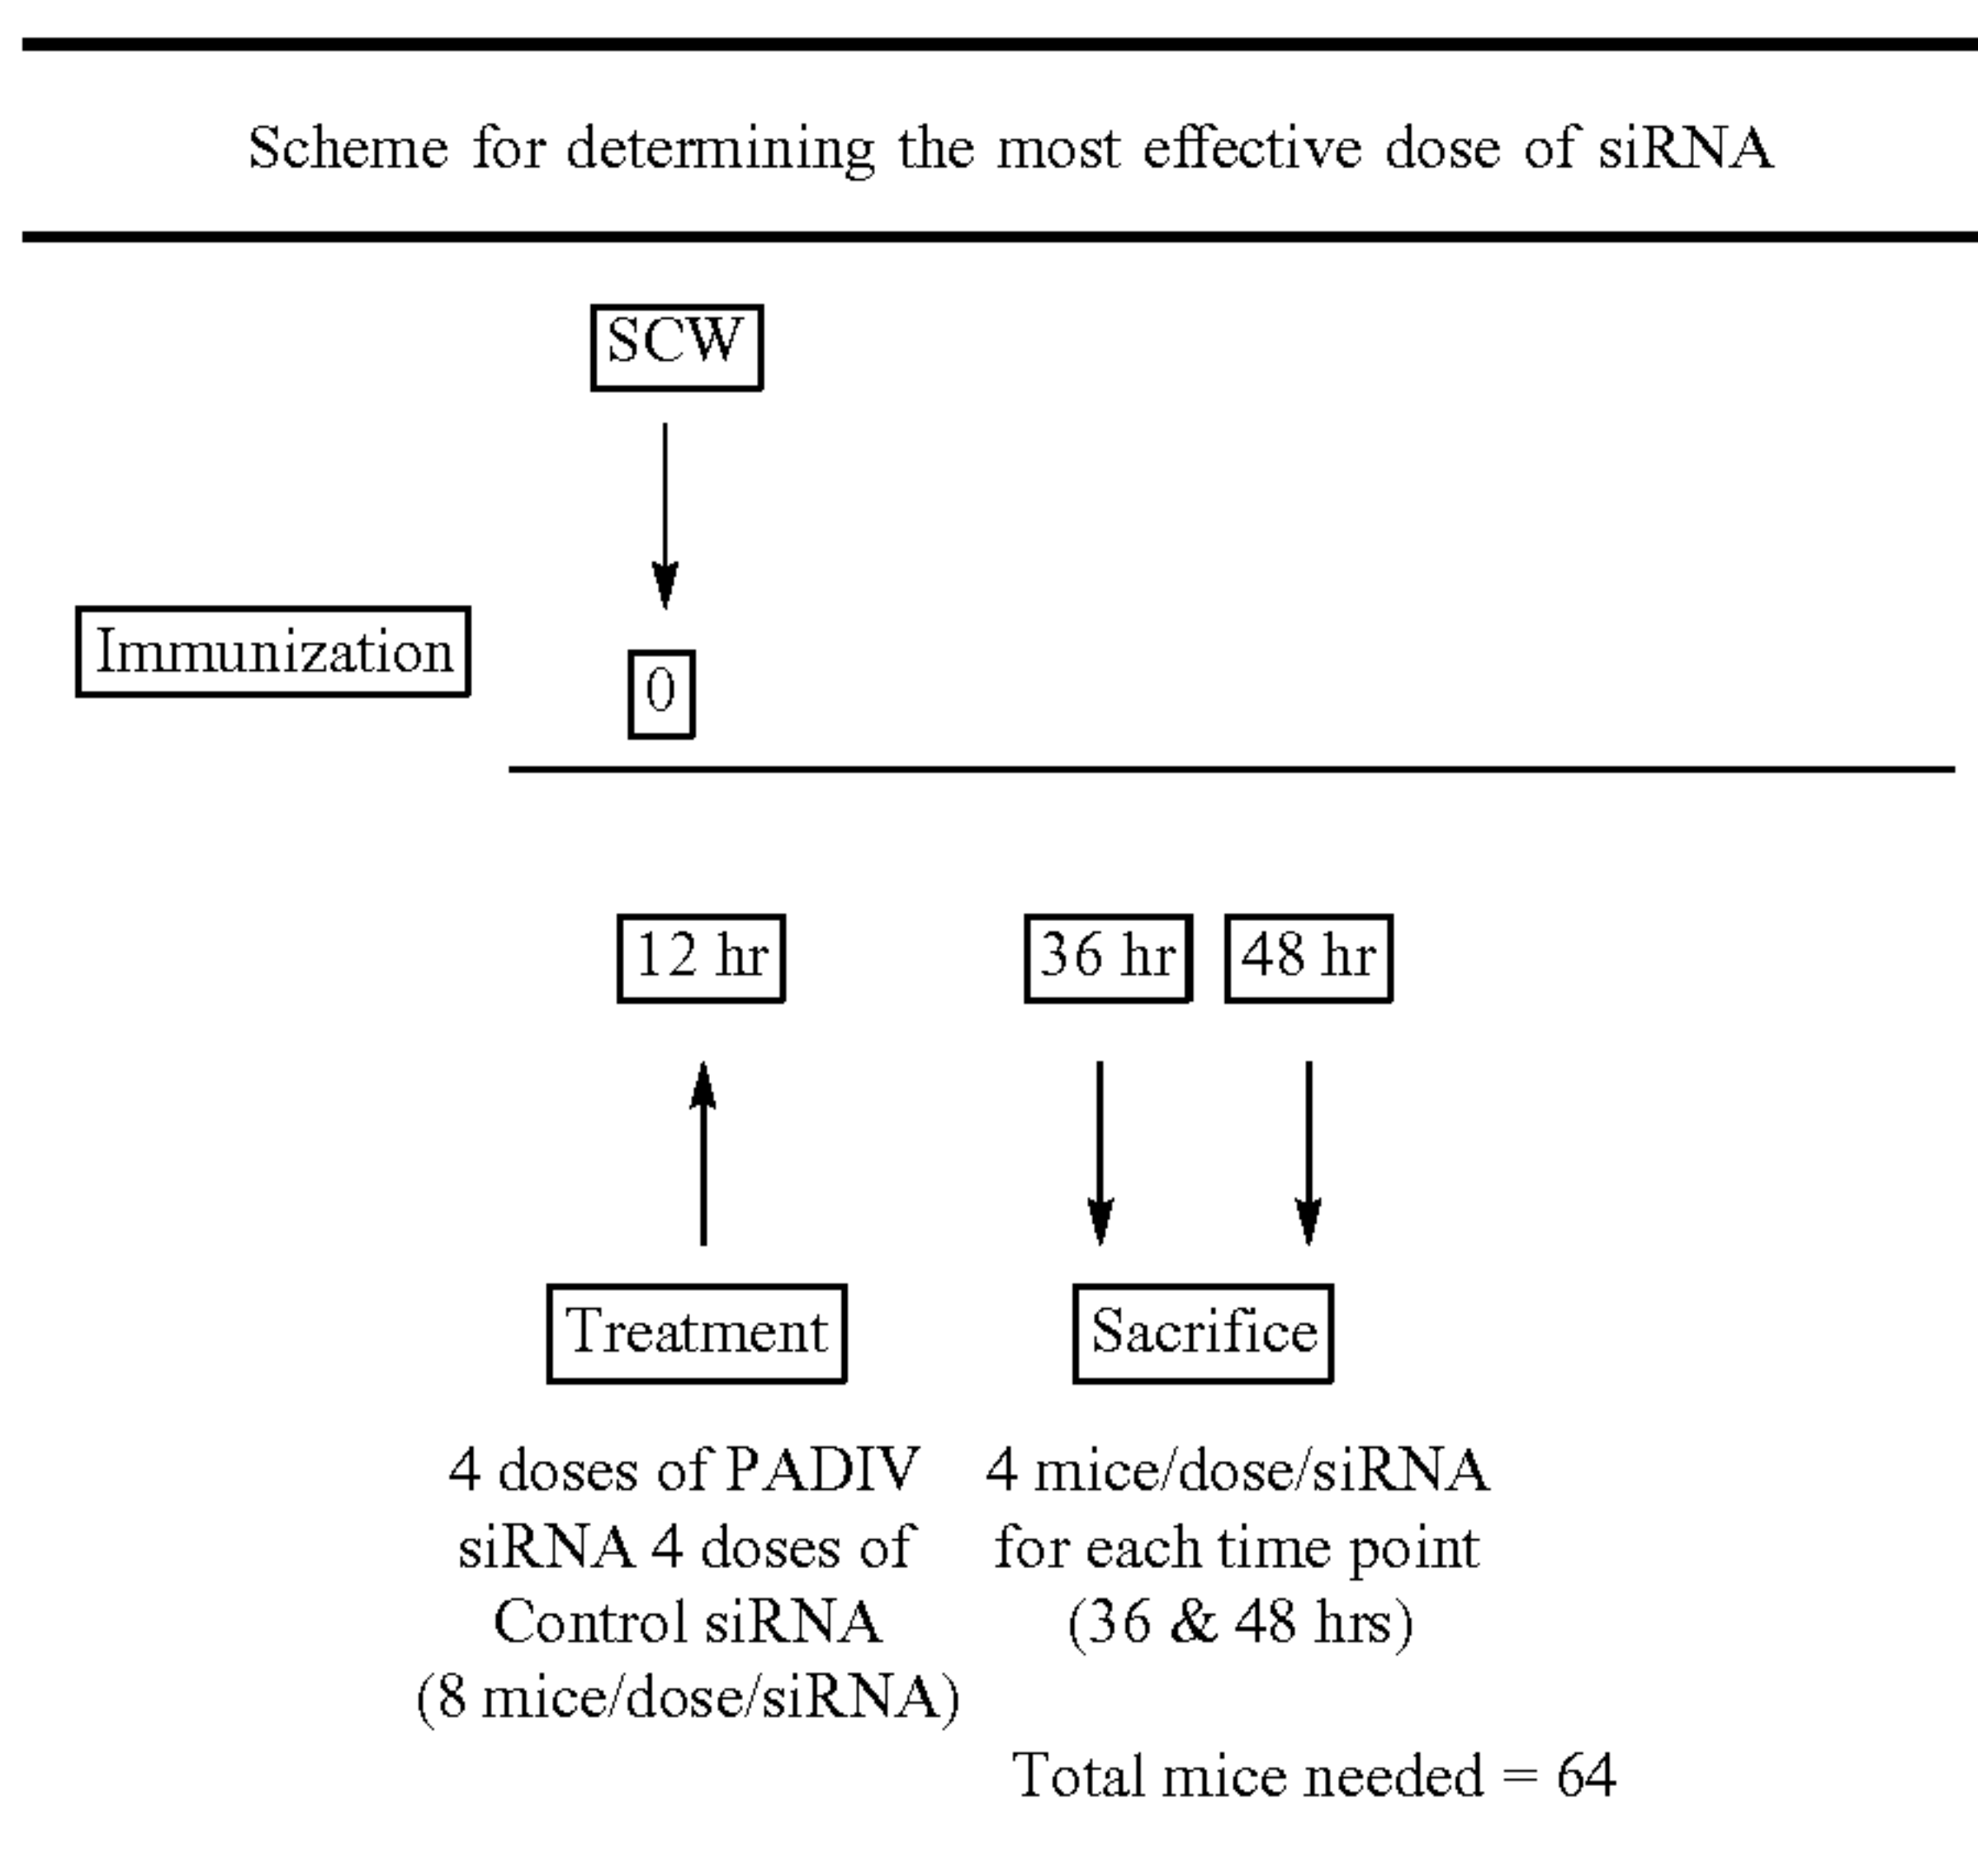 Scheme for determining the most effective dose of siRNA
SCW
Immunization
0
12 hr
36 hr
48 hr
Treatment
Sacrifice
4 doses of PADIV
siRNA 4 doses of
Control siRNA
(8 mice/dose/siRNA)
4 mice/dose/siRNA
for each time point
(36 & 48 hrs)
Total mice needed = 64